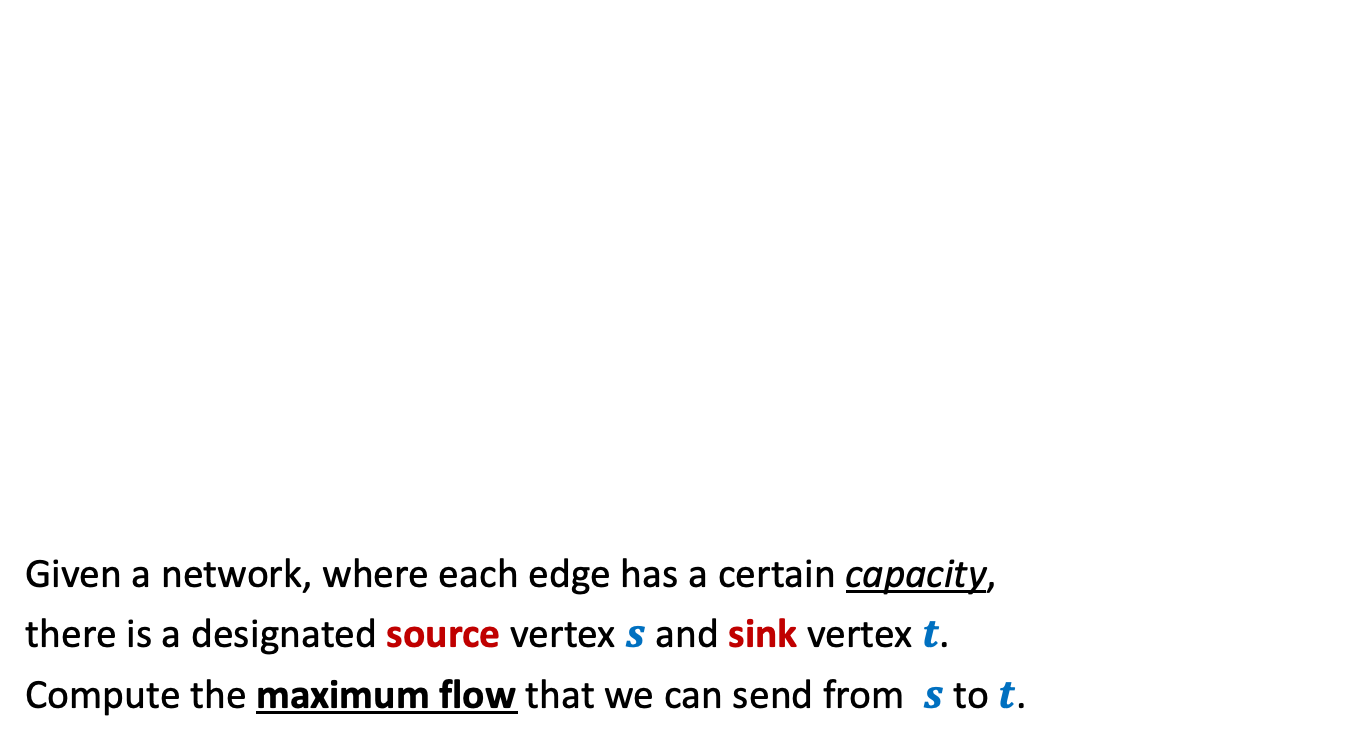 Given a network, where each edge has a certain capacity,
there is a designated source vertex s and sink vertex t.
Compute the maximum flow that we can send from s to t.